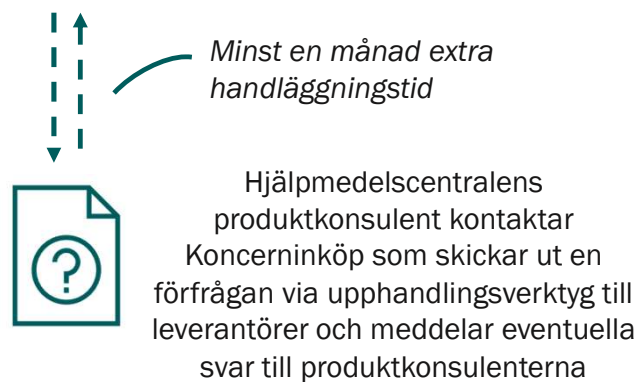 Minst en månad extra
handläggningstid
?
Hjälpmedelscentralens
produktkonsulent kontaktar
Koncerninköp som skickar ut en
förfrågan via upphandlingsverktyg till
leverantörer och meddelar eventuella
svar till produktkonsulenterna